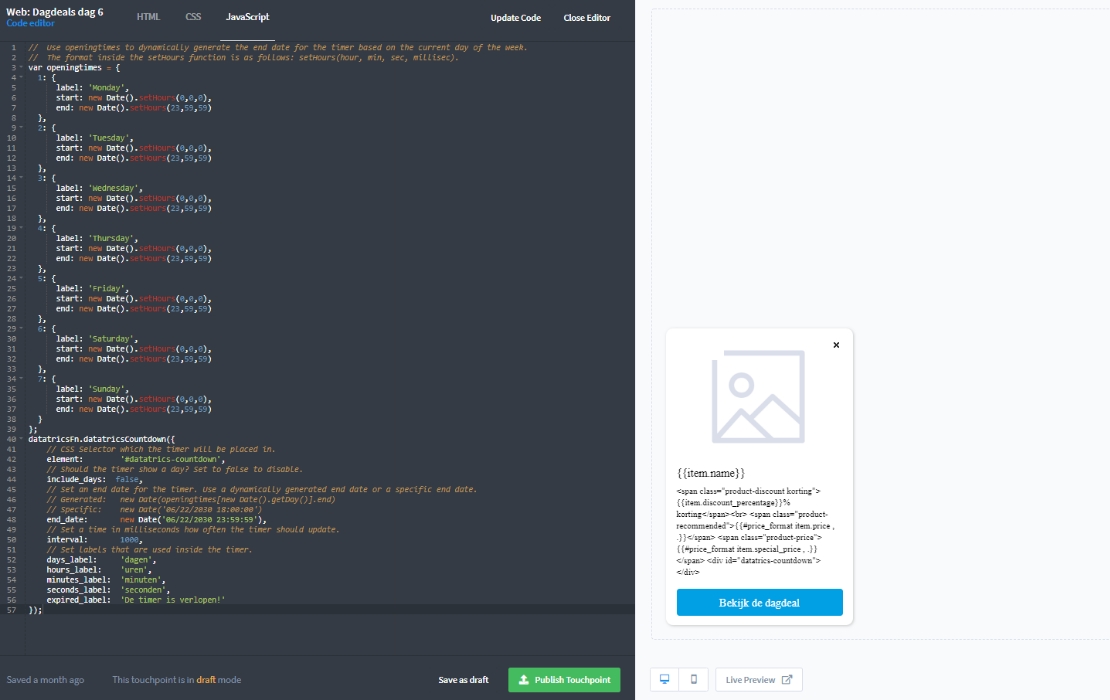 Web: Dagdeals dag 6
Code editor
HTML CSS JavaScript Update Code Close Editor
1 // Use openingtimes to dynamically generate the end date for the timer based on the current day of the week.
2 // The format inside the setHours function is as follows: setHours(hour, min, sec, millisec).
3 var openingtimes = {
4 1: {
5 label: 'Monday',
6 start: new Date().setHours(0,0,0),
7 end: new Date().setHours(23,59,59)
8 },
9 2: {
10 label: 'Tuesday',
11 start: new Date().setHours(0,0,0),
12 end: new Date().setHours(23,59,59)
13 },
14 3: {
15 label: 'Wednesday',
16 start: new Date().setHours(0,0,0),
17 end: new Date().setHours(23,59,59)
18 },
19 4: {
20 label: 'Thursday',
21 start: new Date().setHours(0,0,0),
22 end: new Date().setHours(23,59,59)
23 },
24 5: {
25 label: 'Friday',
26 start: new Date().setHours(0,0,0),
27 end: new Date().setHours(23,59,59)
28 },
29 6: {
30 label: 'Saturday',
31 start: new Date().setHours(0,0,0),
32 end: new Date().setHours(23,59,59)
33 },
34 7: {
35 label: 'Sunday',
36 start: new Date().setHours(0,0,0),
37 end: new Date().setHours(23,59,59)
38 }
39 };
40 datatricsFn.datatricsCountdown({
41 // CSS Selector which the timer will be placed in.
42 element: '#datatrics-countdown',
43 // Should the timer show a day? Set to false to disable.
44 include_days: false,
45 // Set an end date for the timer. Use a dynamically generated end date or a specific end date.
46 // Generated: new Date(openingtimes[new Date().getDay()].end)
47 // Specific: new Date('06/22/2030 18:00:00')
48 end_date: new Date('06/22/2030 23:59:59'),
49 // Set a time in milliseconds how often the timer should update.
50 interval: 1000,
51 // Set labels that are used inside the timer.
52 days_label: 'dagen',
53 hours_label: 'uren',
54 minutes_label: 'minuten',
55 seconds_label: 'seconden',
56 expired_label: 'De timer is verlopen!'
57 });
Saved a month ago This touchpoint is in draft mode Save as draft Publish Touchpoint
×
{{item.name}}
<span class="product-discount korting">
{{item.discount_percentage}}%
korting</span><br> <span class="product-
recommended">{{#price_format item.price ,
.}}</span> <span class="product-price">
{{#price_format item.special_price , .}}
</span> <div id="datatrics-countdown">
</div>
Bekijk de dagdeal
Live Preview